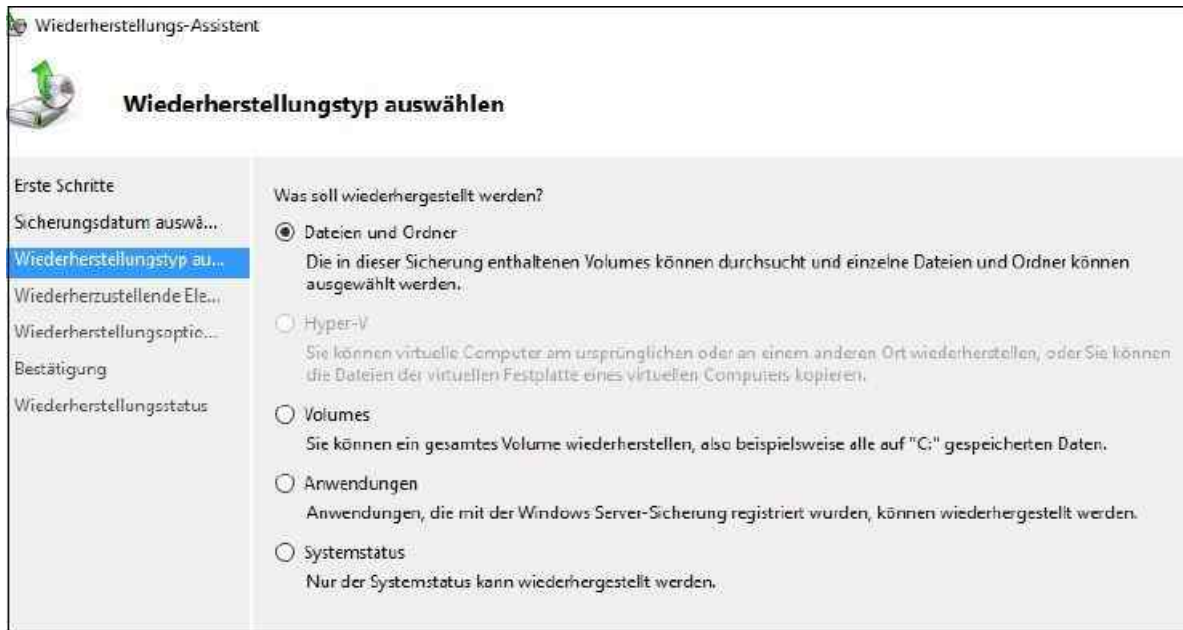 Wiederherstellungs-Assistent
Wiederherstellungstyp auswählen
Erste Schritte
Sicherungsdatum auswä...
Wiederherstellungstyp au...
Wiederherzustellende Ele...
Wiederherstellungsoptio...
Bestätigung
Wiederherstellungsstatus
Was soll wiederhergestellt werden?
Dateien und Ordner
Die in dieser Sicherung enthaltenen Volumes können durchsucht und einzelne Dateien und Ordner können
ausgewählt werden.
Hyper-V
Sie können virtuelle Computer am ursprünglichen oder an einem anderen Ort wiederherstellen, oder Sie können
die Dateien der virtuellen Festplatte eines virtuellen Computers kopieren.
Volumes
Sie können ein gesamtes Volume wiederherstellen, also beispielsweise alle auf "C:" gespeicherten Daten.
Anwendungen
Anwendungen, die mit der Windows Server-Sicherung registriert wurden, können wiederhergestellt werden.
Systemstatus
Nur der Systemstatus kann wiederhergestellt werden.